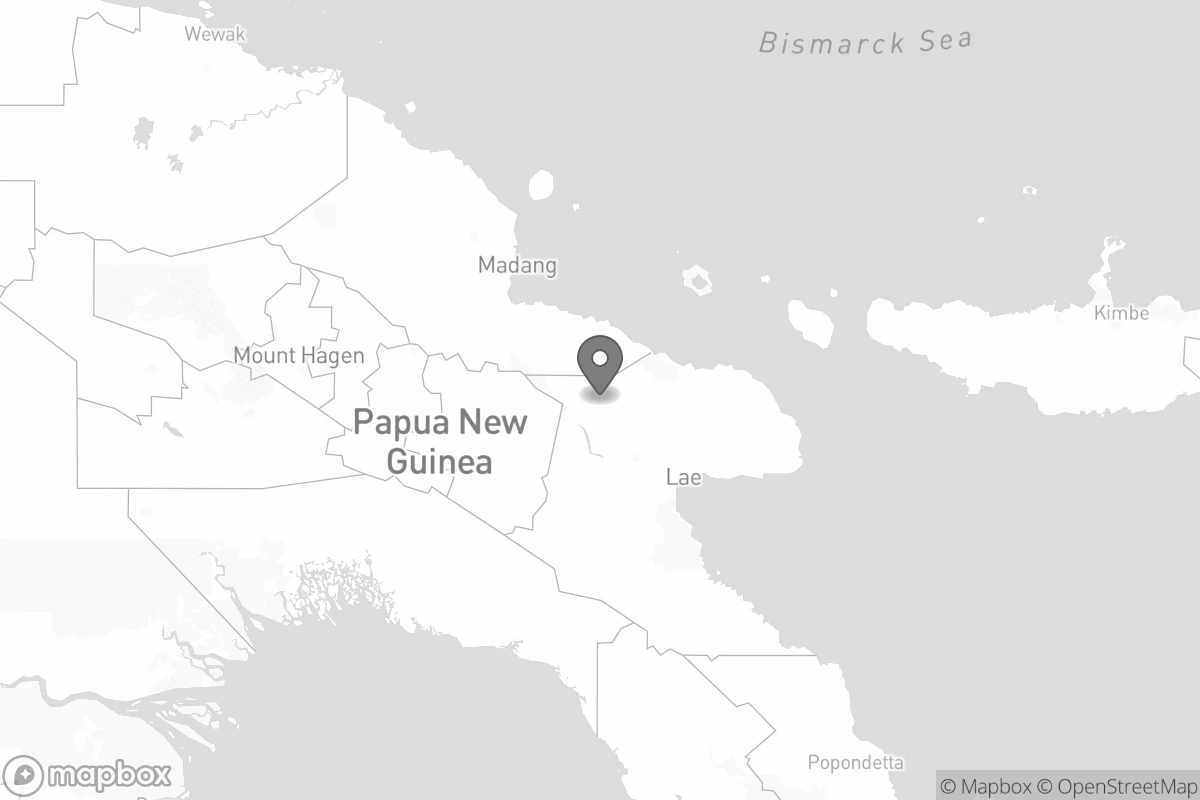 Wewak
Bismarck Sea
Madang
Kimbe
Mount Hagen
Papua New
Guinea
Lae
Popondetta
mapbox
© Mapbox © OpenStreetMap